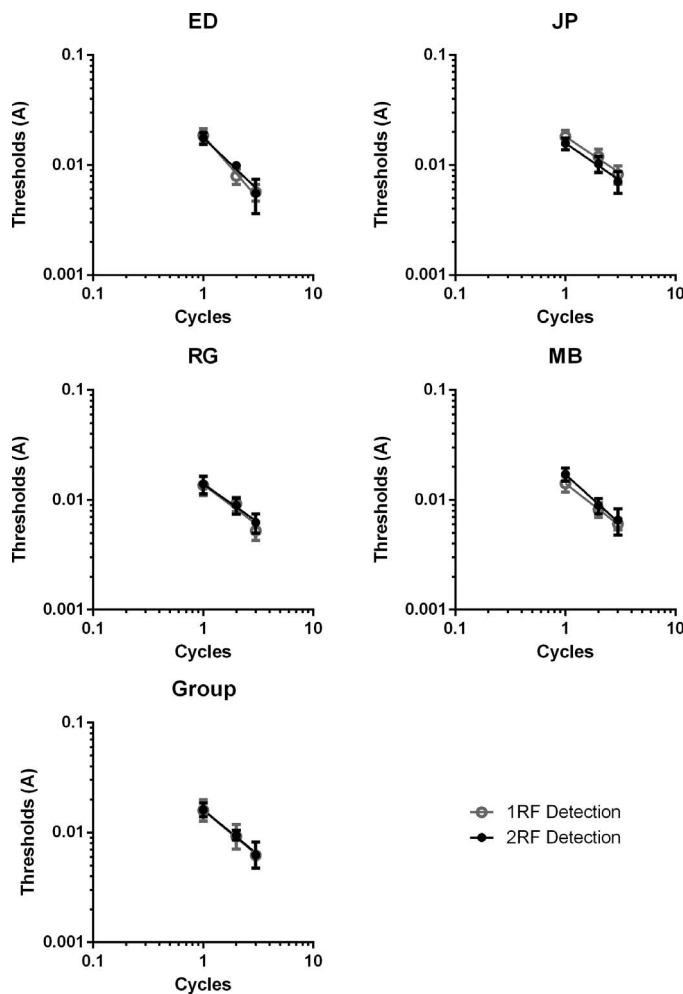 ED
0.1
0.01
0.001
Thresholds (A)
0.1 1 10
Cycles
JP
0.1
0.01
0.001
Thresholds (A)
0.1 1 10
Cycles
RG
0.1
0.01
0.001
Thresholds (A)
0.1 1 10
Cycles
MB
0.1
0.01
0.001
Thresholds (A)
0.1 1 10
Cycles
Group
0.1
0.01
0.001
Thresholds (A)
0.1 1 10
Cycles
1RF Detection
2RF Detection